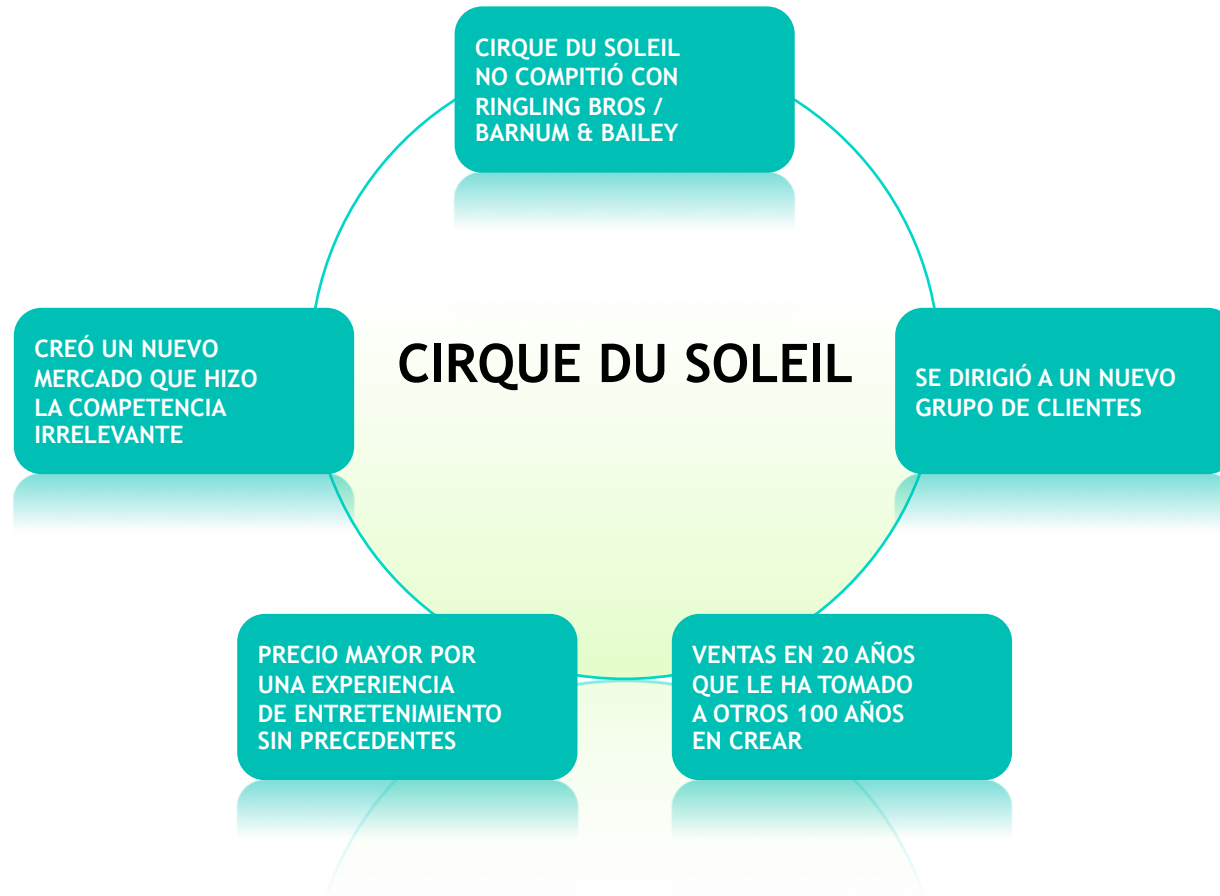 CIRQUE DU SOLEIL
NO COMPITIÓ CON
RINGLING BROS /
BARNUM & BAILEY
CIRQUE DU SOLEIL
SE DIRIGIÓ A UN NUEVO
GRUPO DE CLIENTES
VENTAS EN 20 AÑOS
QUE LE HA TOMADO
A OTROS 100 AÑOS
EN CREAR
PRECIO MAYOR POR
UNA EXPERIENCIA
DE ENTRETENIMIENTO
SIN PRECEDENTES
CREÓ UN NUEVO
MERCADO QUE HIZO
LA COMPETENCIA
IRRELEVANTE